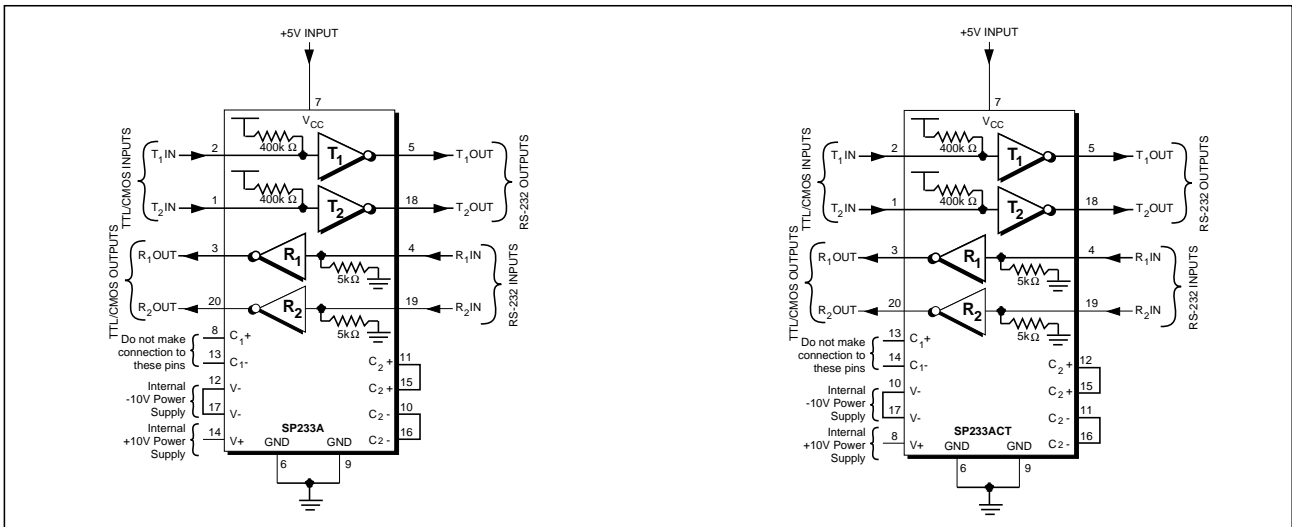 +5V INPUT
7
VCC
TTL/CMOS INPUTS
400k Ω
T1IN
2
T1
5
T1OUT
400k Ω
T2IN
1
T2
18
T2OUT
RS-232 OUTPUTS
TTL/CMOS OUTPUTS
R1OUT
3
R1
4
R1IN
5kΩ
R2OUT
20
R2
19
R2IN
5kΩ
RS-232 INPUTS
Do not make
connection to
these pins
8
C1+
13
C1-
11
C2+
15
C2+
Internal
-10V Power
Supply
12
V-
17
V-
10
C2-
16
C2-
Internal
+10V Power
Supply
14
V+
SP233A
GND
GND
6
9
+5V INPUT
7
VCC
TTL/CMOS INPUTS
400k Ω
T1IN
2
T1
5
T1OUT
400k Ω
T2IN
1
T2
18
T2OUT
RS-232 OUTPUTS
TTL/CMOS OUTPUTS
R1OUT
3
R1
4
R1IN
5kΩ
R2OUT
20
R2
19
R2IN
5kΩ
RS-232 INPUTS
Do not make
connection to
these pins
13
C1+
14
C1-
12
C2+
15
C2+
Internal
-10V Power
Supply
10
V-
17
V-
11
C2-
16
C2-
Internal
+10V Power
Supply
8
V+
SP233ACT
GND
GND
6
9